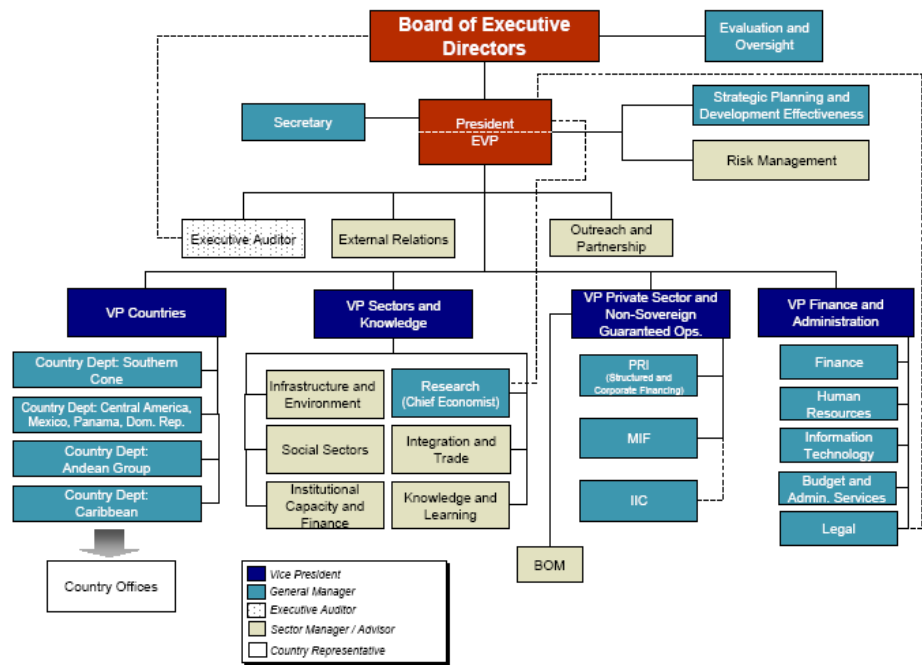 Board of Executive
Directors
Evaluation and
Oversight
Secretary
President
EVP
Strategic Planning and
Development Effectiveness
Risk Management
Executive Auditor
External Relations
Outreach and
Partnership
VP Countries
VP Sectors and
Knowledge
VP Private Sector and
Non-Sovereign
Guaranteed Ops.
VP Finance and
Administration
Country Dept: Southern
Cone
Country Dept: Central America,
Mexico, Panama, Dom. Rep.
Country Dept:
Andean Group
Country Dept:
Caribbean
Country Offices
Infrastructure and
Environment
Research
(Chief Economist)
Social Sectors
Integration and
Trade
Institutional
Capacity and
Finance
Knowledge and
Learning
PRI
(Structured and
Corporate Financing)
MIF
IIC
BOM
Finance
Human
Resources
Information
Technology
Budget and
Admin. Services
Legal
Vice President
General Manager
Executive Auditor
Sector Manager / Advisor
Country Representative